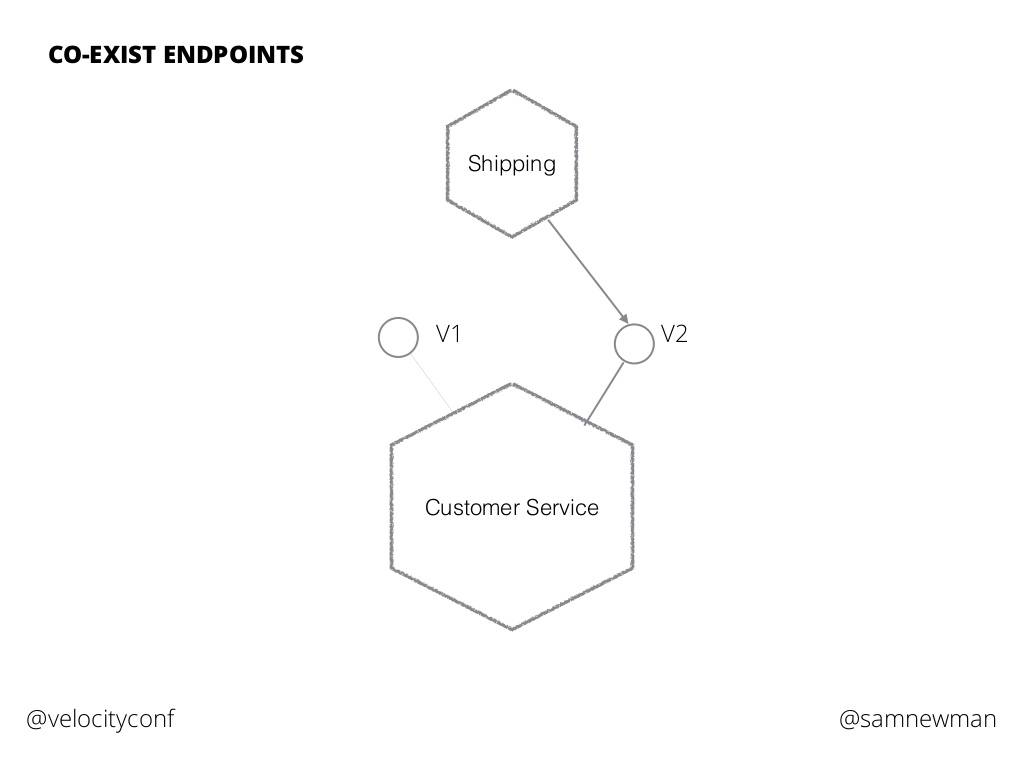 CO-EXIST ENDPOINTS
Shipping
V1
V2
Customer Service
@velocityconf
@samnewman